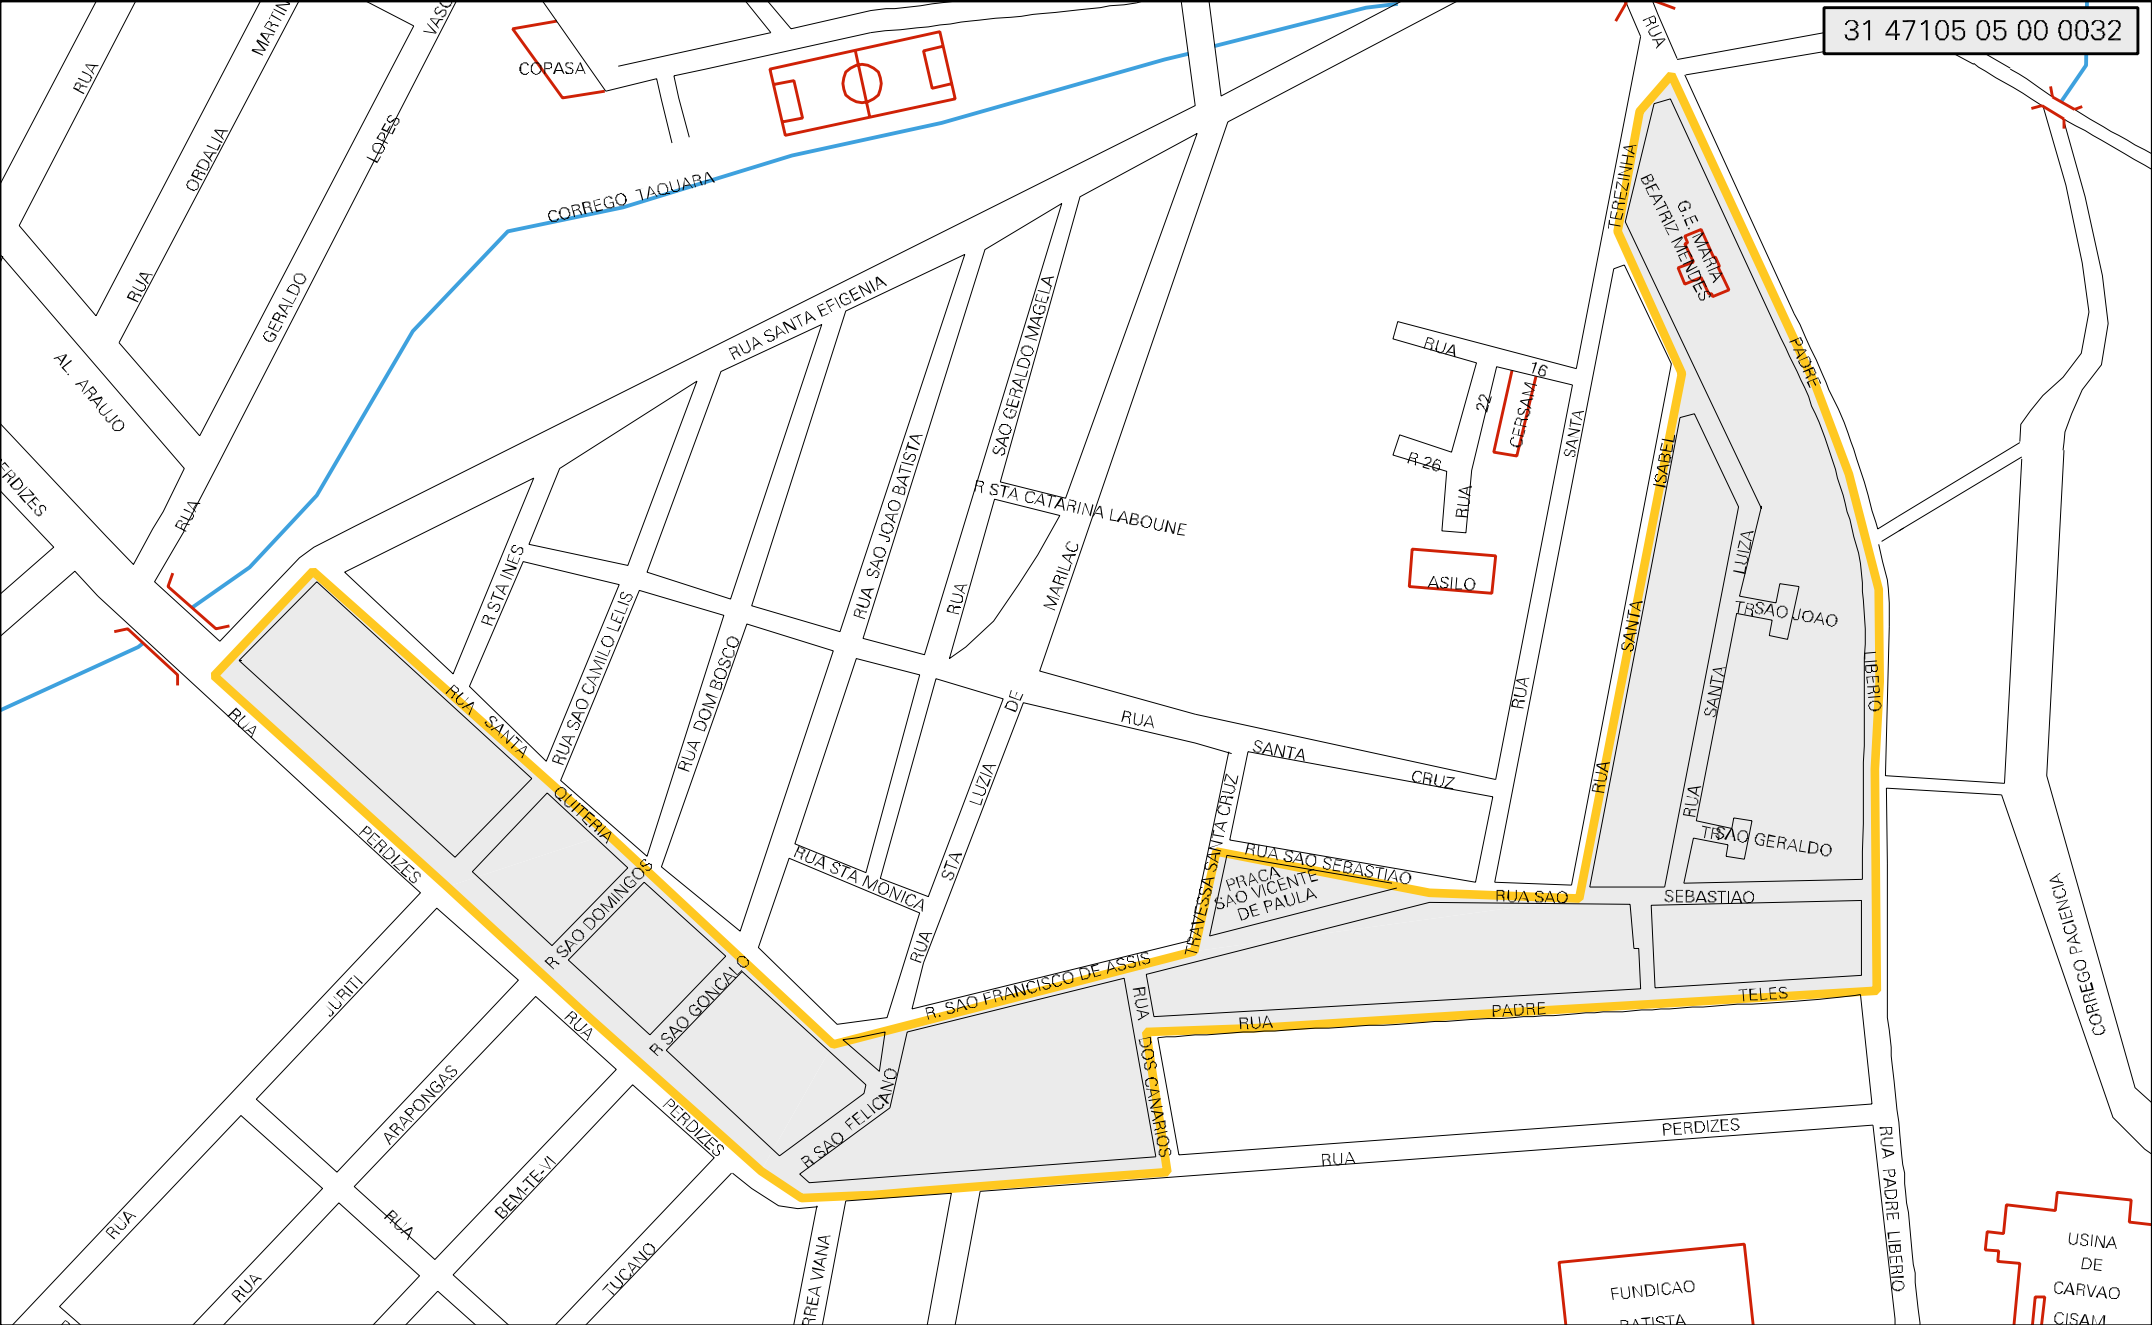 31 47105 05 00 0032
RUA
ORDALIA
RUA
LOPES
GERALDO
RUA
COPASA
CORREGO TAQUARA
AL. ARAUJO
RUA SANTA EFIGENIA
SAO GERALDO MAGELA
RUA
RUA SAO JOAO BATISTA
R STA CATARINA LABOUNE
MARILAC
DE
LUZIA
STA
RUA
R STA INES
RUA SAO CAMILO LELIS
RUA DOM BOSCO
RUA STA MONICA
RUA
TEREZINHA
SANTA
RUA
G.E. MARIA
BEATRIZ MENDES
PADRE
LIBERIO
RUA
16
22
RUA
R 26
CERSAM
ASILO
ISABEL
SANTA
RUA
LUIZA
SANTA
RUA
TR SAO JOAO
TR SAO GERALDO
RUA
SANTA
CRUZ
TRAVESSA SANTA CRUZ
RUA SAO SEBASTIAO
PRACA
SAO VICENTE
DE PAULA
RUA SAO
SEBASTIAO
RUA
SANTA
QUITERIA
RUA
PERDIZES
R SAO DOMINGOS
R SAO GONCALO
R SAO FELICIANO
R. SAO FRANCISCO DE ASSIS
RUA
DOS CANARIOS
RUA
PADRE
TELES
RUA
PERDIZES
RUA
PERDIZES
JURITI
RUA
ARAPONGAS
RUA
BEM-TE-VI
RUA
TUCANO
RUA PADRE LIBERIO
CORREGO PACIENCIA
FUNDICAO
BATISTA
USINA
DE
CARVAO
CISAM